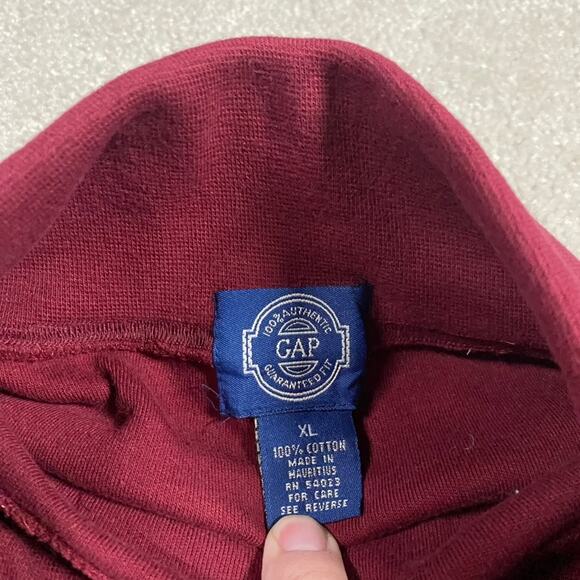 100% AUTHENTIC
GAP
GUARANTEED FIT
XL
100% COTTON
MADE IN
MAURITIUS
RN 54023
FOR CARE
SEE REVERSE